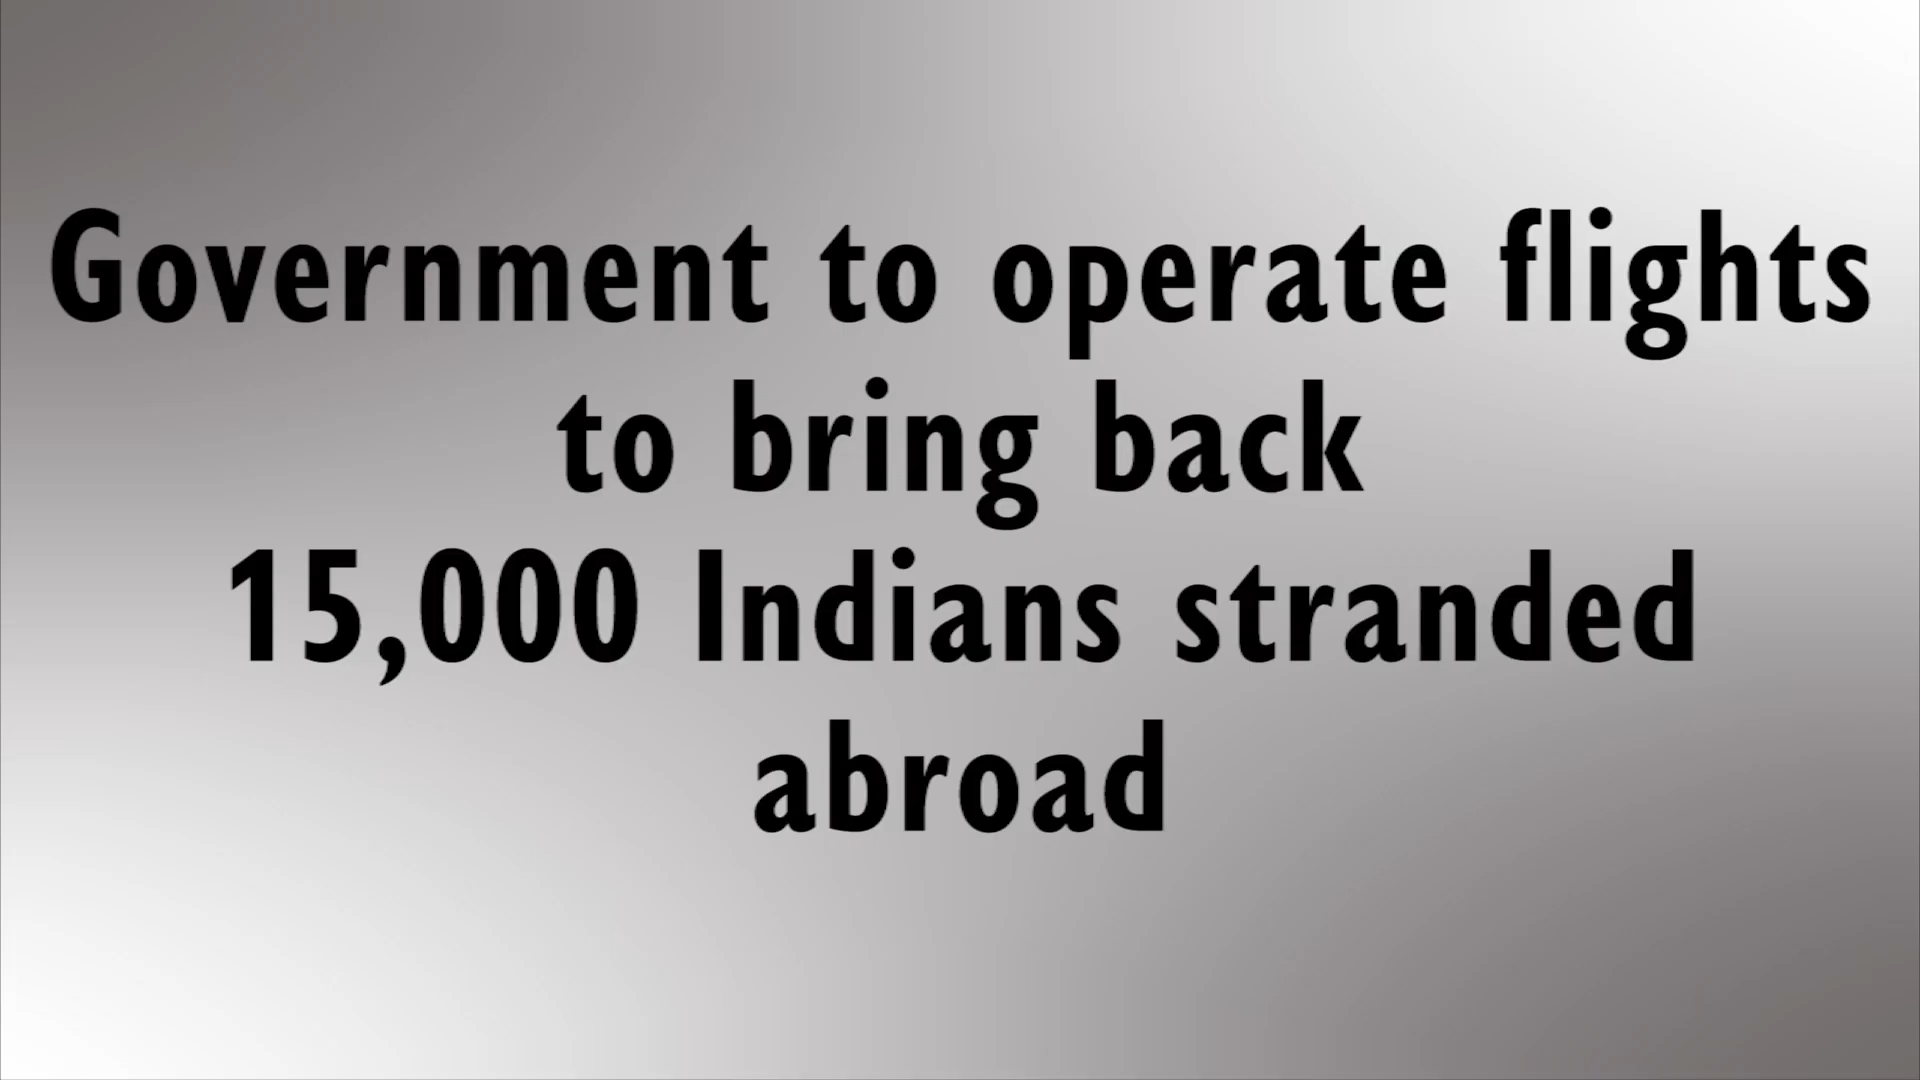 Government to operate flights
to bring back
15,000 Indians stranded
abroad